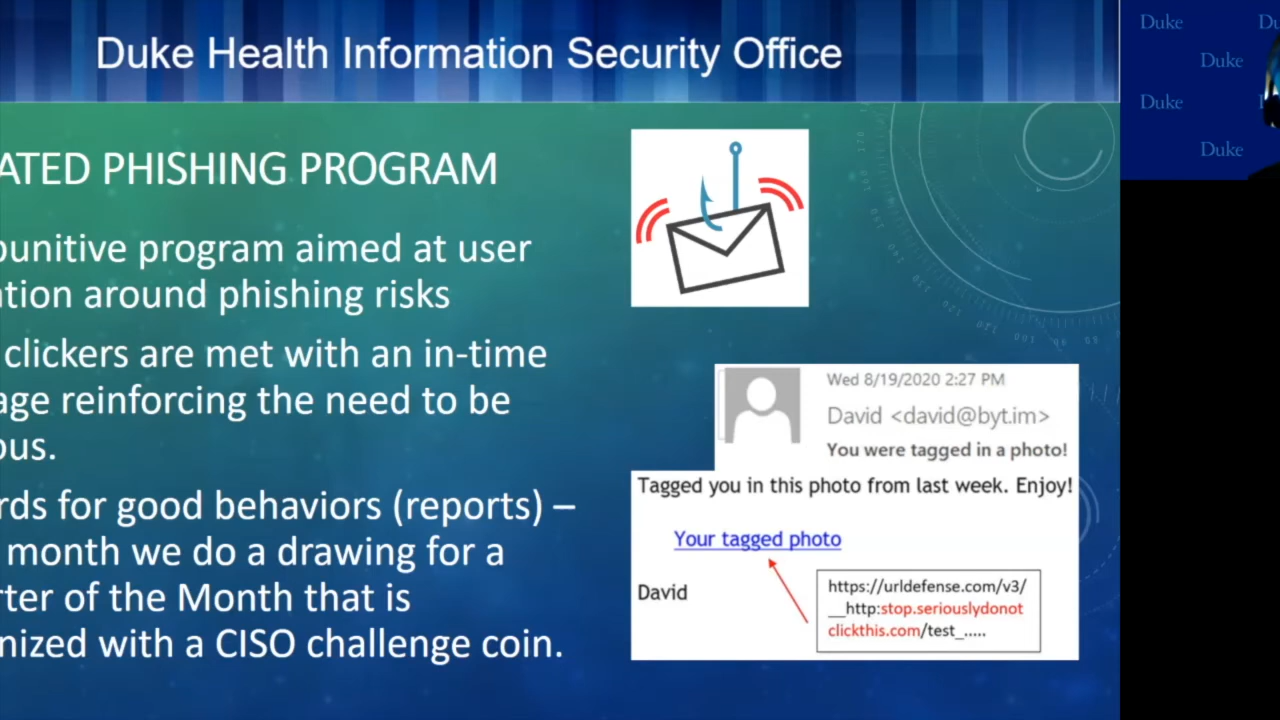 Duke Health Information Security Office
ATED PHISHING PROGRAM
punitive program aimed at user
ation around phishing risks
clickers are met with an in-time
age reinforcing the need to be
ous.
rds for good behaviors (reports) –
month we do a drawing for a
rter of the Month that is
nized with a CISO challenge coin.
Wed 8/19/2020 2:27 PM
David <david@byt.im>
You were tagged in a photo!
Tagged you in this photo from last week. Enjoy!
Your tagged photo
David
https://urldefense.com/v3/
__http:stop.seriouslydonot
clickthis.com/test_.....
Duke
Du
Duke
Duke
Duke